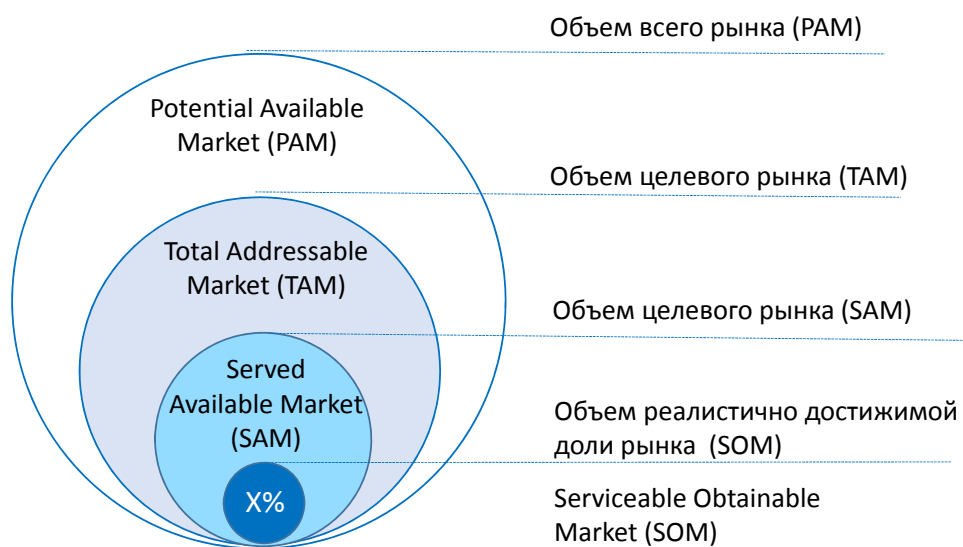 Объем всего рынка (PAM)
Potential Available
Market (PAM)
Объем целевого рынка (TAM)
Total Addressable
Market (TAM)
Объем целевого рынка (SAM)
Served
Available Market
(SAM)
Объем реалистично достижимой
доли рынка (SOM)
X%
Serviceable Obtainable
Market (SOM)